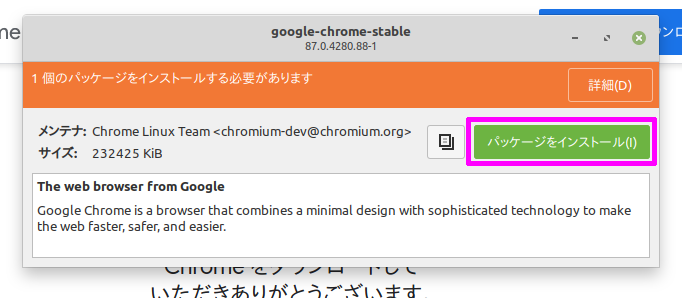 me
google-chrome-stable
87.0.4280.88-1
1 個のパッケージをインストールする必要があります
詳細(D)
メンテナ: Chrome Linux Team <chromium-dev@chromium.org>
サイズ: 232425 KiB
パッケージをインストール(I)
The web browser from Google
Google Chrome is a browser that combines a minimal design with sophisticated technology to make
the web faster, safer, and easier.
Chrome をダウンロードして
いただきありがとうございます。